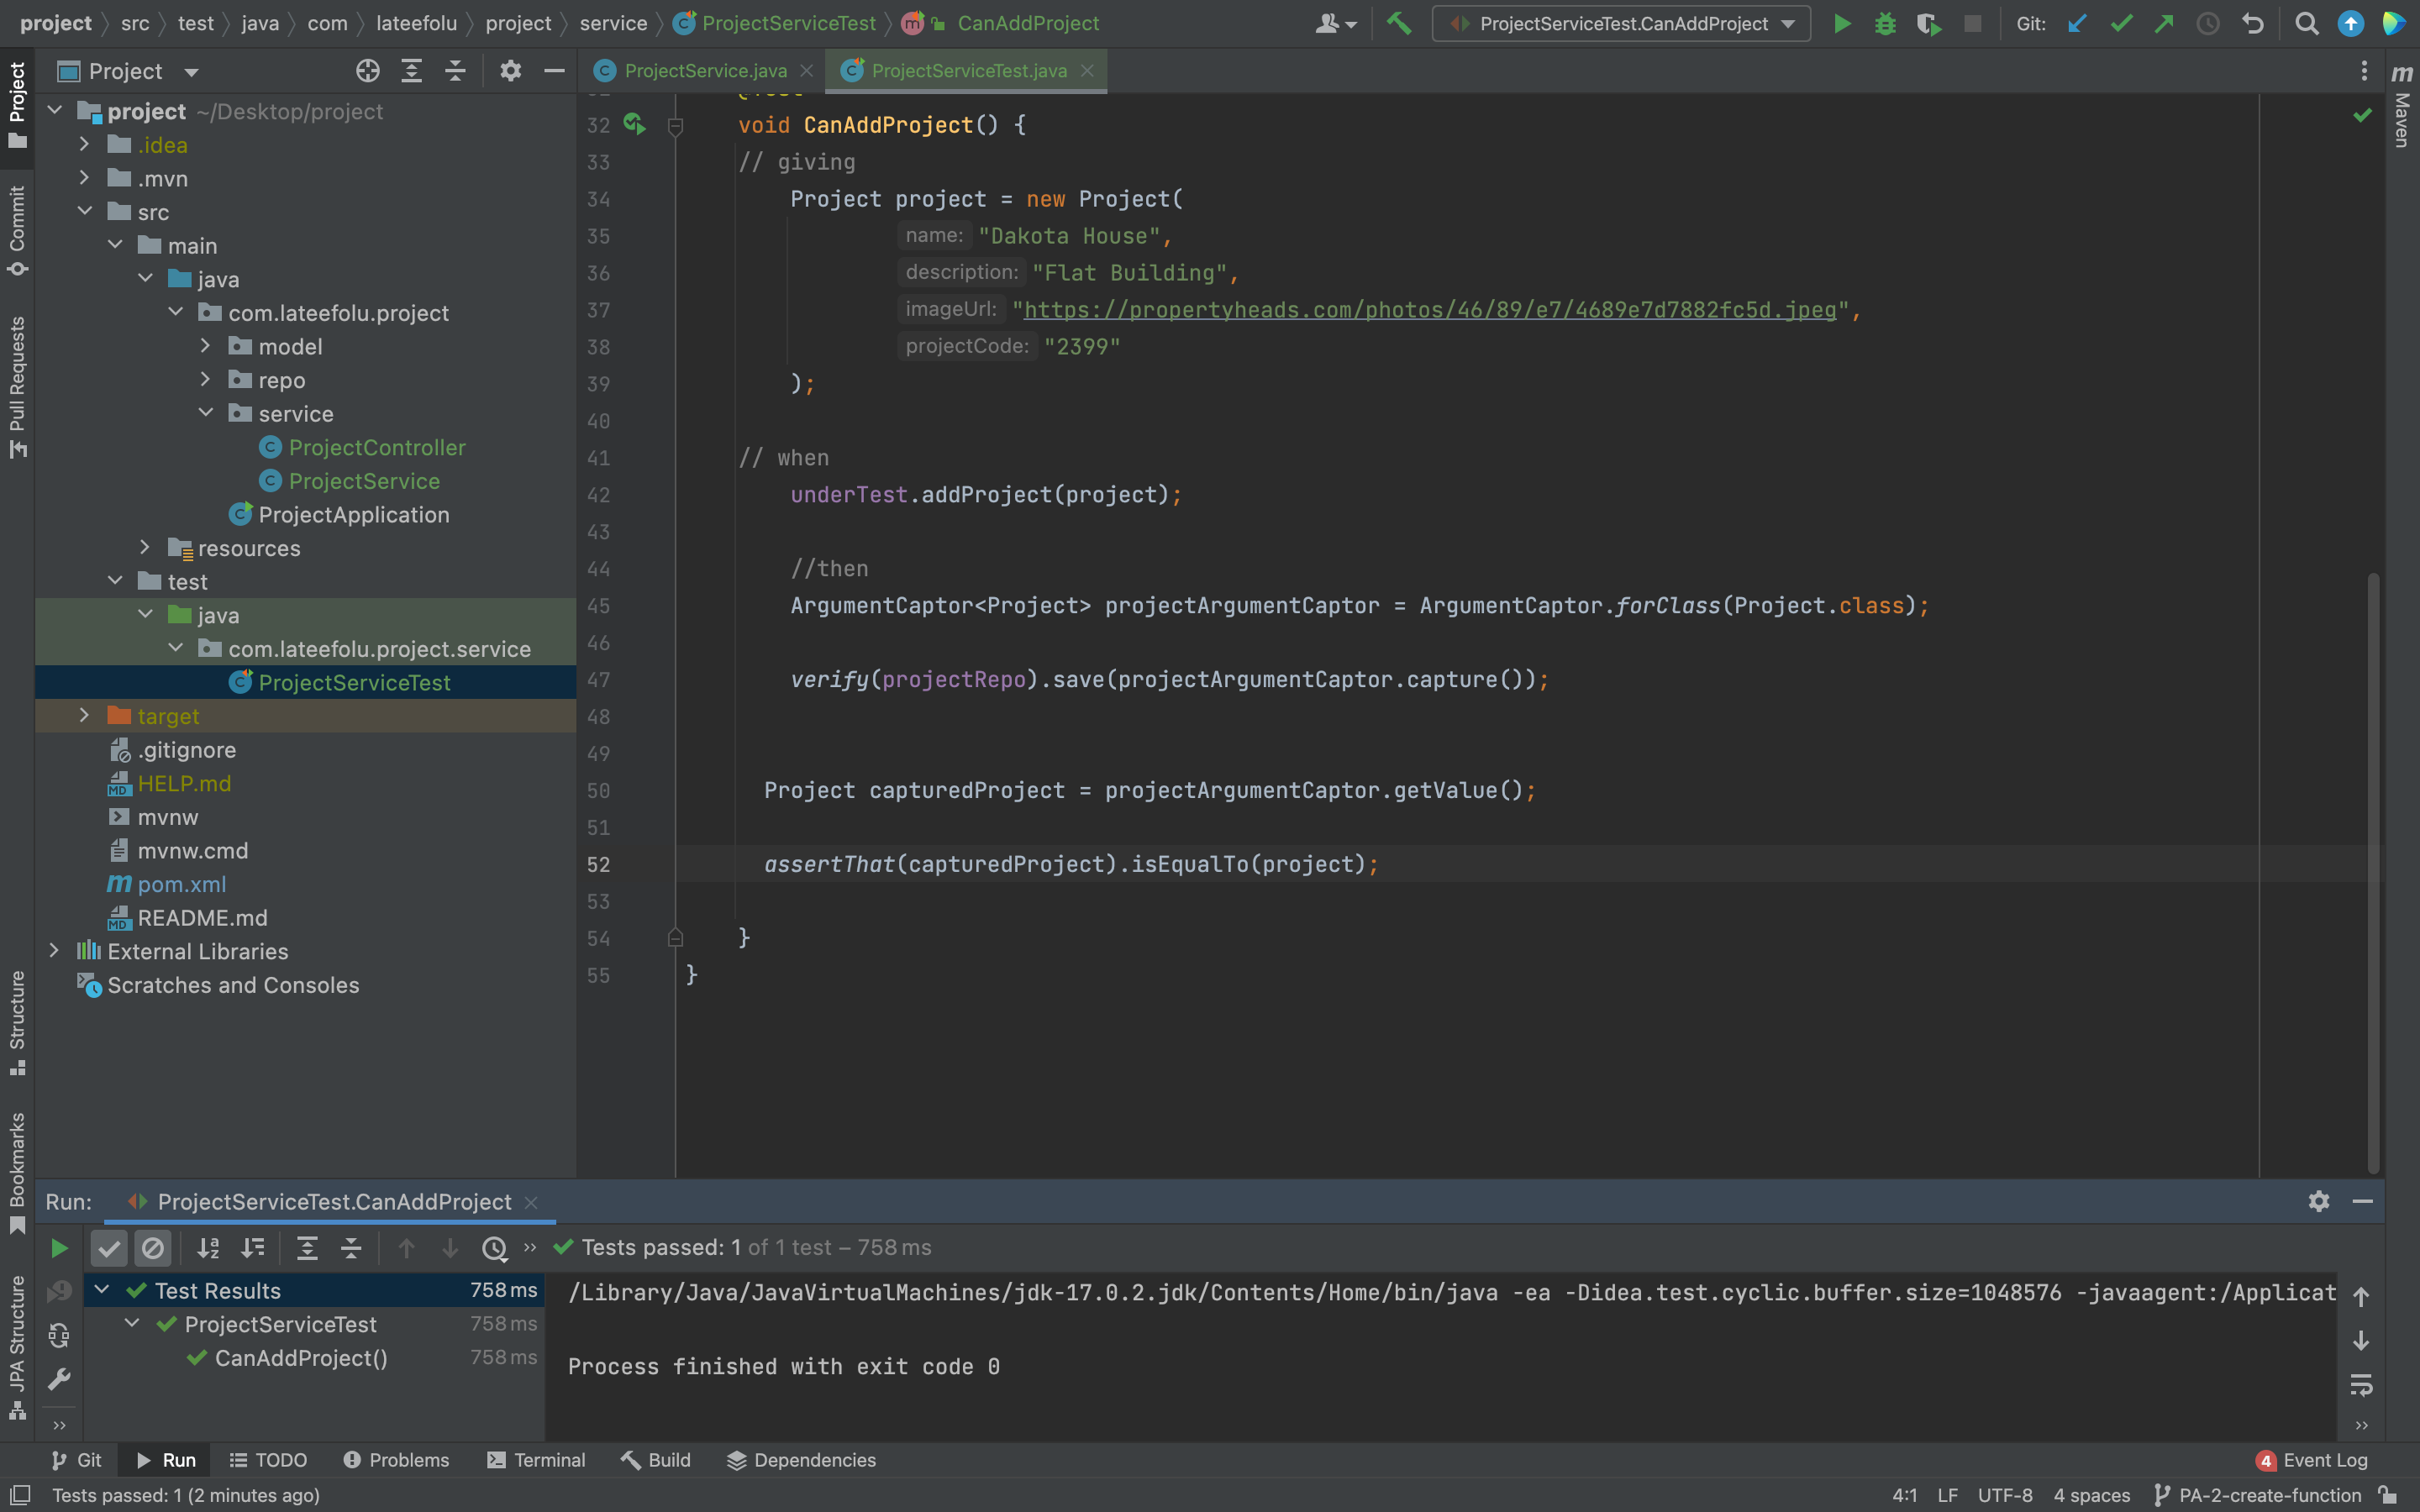 project src test java com lateefolu project service ProjectServiceTest CanAddProject
ProjectServiceTest.CanAddProject
Git:
Project
ProjectService.java
ProjectServiceTest.java
Project
Commit
Pull Requests
Structure
Bookmarks
JPA Structure
m
Maven
project ~/Desktop/project
.idea
.mvn
src
main
java
com.lateefolu.project
model
repo
service
ProjectController
ProjectService
ProjectApplication
resources
test
java
com.lateefolu.project.service
ProjectServiceTest
target
.gitignore
HELP.md
mvnw
mvnw.cmd
pom.xml
README.md
External Libraries
Scratches and Consoles
32 void CanAddProject() {
33 // giving
34 Project project = new Project(
35 name: "Dakota House",
36 description: "Flat Building",
37 imageUrl: "https://propertyheads.com/photos/46/89/e7/4689e7d7882fc5d.jpeg",
38 projectCode: "2399"
39 );
40
41 // when
42 underTest.addProject(project);
43
44 //then
45 ArgumentCaptor<Project> projectArgumentCaptor = ArgumentCaptor.forClass(Project.class);
46
47 verify(projectRepo).save(projectArgumentCaptor.capture());
48
49
50 Project capturedProject = projectArgumentCaptor.getValue();
51
52 assertThat(capturedProject).isEqualTo(project);
53
54 }
55 }
Run: ProjectServiceTest.CanAddProject
Tests passed: 1 of 1 test – 758 ms
Test Results 758 ms
ProjectServiceTest 758 ms
CanAddProject() 758 ms
/Library/Java/JavaVirtualMachines/jdk-17.0.2.jdk/Contents/Home/bin/java -ea -Didea.test.cyclic.buffer.size=1048576 -javaagent:/Applicat
Process finished with exit code 0
Git Run TODO Problems Terminal Build Dependencies
4 Event Log
Tests passed: 1 (2 minutes ago)
4:1 LF UTF-8 4 spaces PA-2-create-function